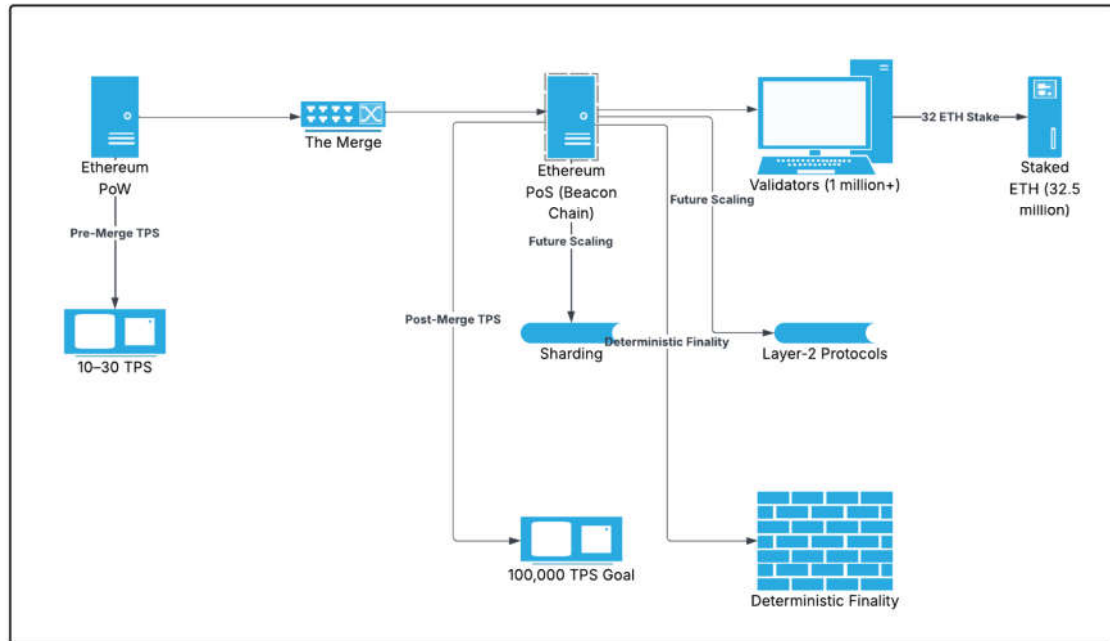 The Merge
Ethereum
PoW
Ethereum
PoS (Beacon
Chain)
Validators (1 million+)
32 ETH Stake
Staked
ETH (32.5
million)
Pre-Merge TPS
Future Scaling
Future Scaling
Post-Merge TPS
Deterministic Finality
10–30 TPS
Sharding
Layer-2 Protocols
100,000 TPS Goal
Deterministic Finality